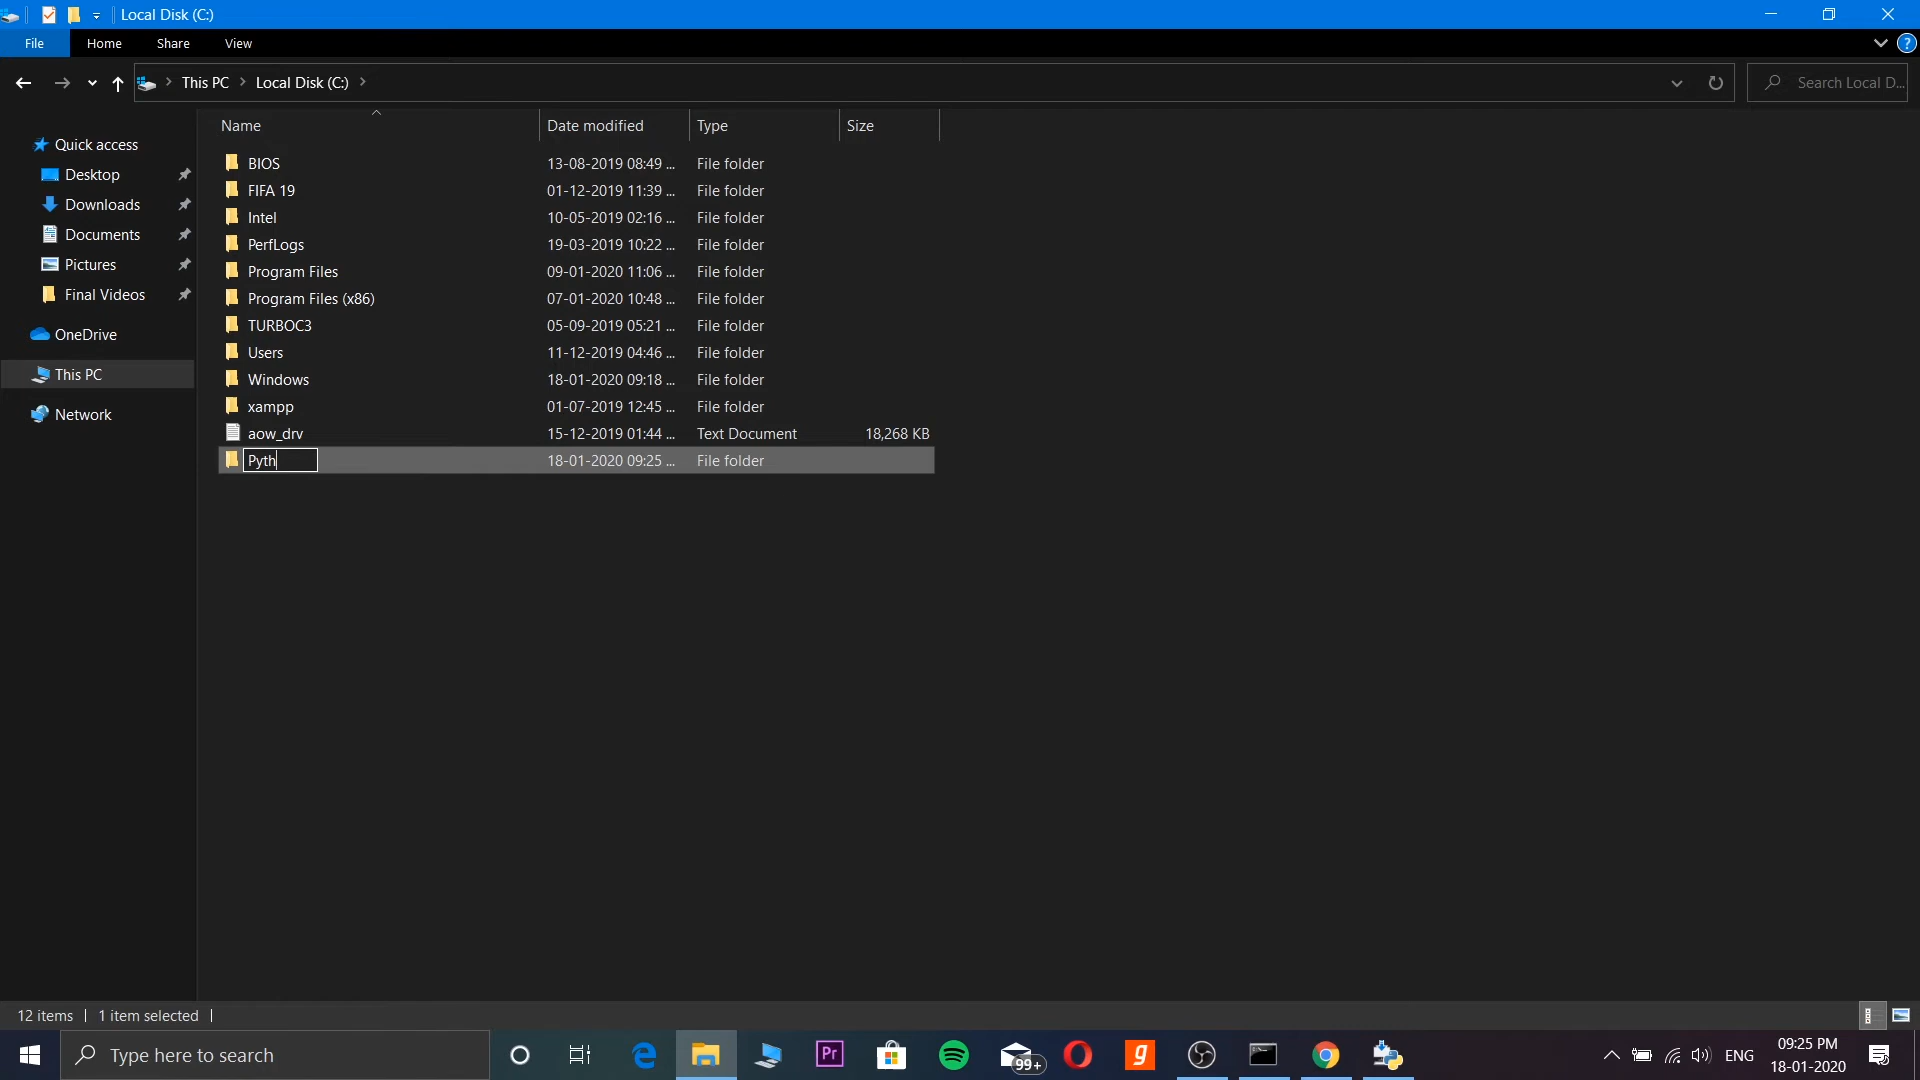 Local Disk (C:)
File Home Share View
?
This PC Local Disk (C:) Search Local D...
Name Date modified Type Size
Quick access
Desktop
Downloads
Documents
Pictures
Final Videos
OneDrive
This PC
Network
BIOS 13-08-2019 08:49 ... File folder
FIFA 19 01-12-2019 11:39 ... File folder
Intel 10-05-2019 02:16 ... File folder
PerfLogs 19-03-2019 10:22 ... File folder
Program Files 09-01-2020 11:06 ... File folder
Program Files (x86) 07-01-2020 10:48 ... File folder
TURBOC3 05-09-2019 05:21 ... File folder
Users 11-12-2019 04:46 ... File folder
Windows 18-01-2020 09:18 ... File folder
xampp 01-07-2019 12:45 ... File folder
aow_drv 15-12-2019 01:44 ... Text Document 18,268 KB
Pyth 18-01-2020 09:25 ... File folder
12 items 1 item selected
Type here to search Pr 99+ g ENG 09:25 PM
18-01-2020